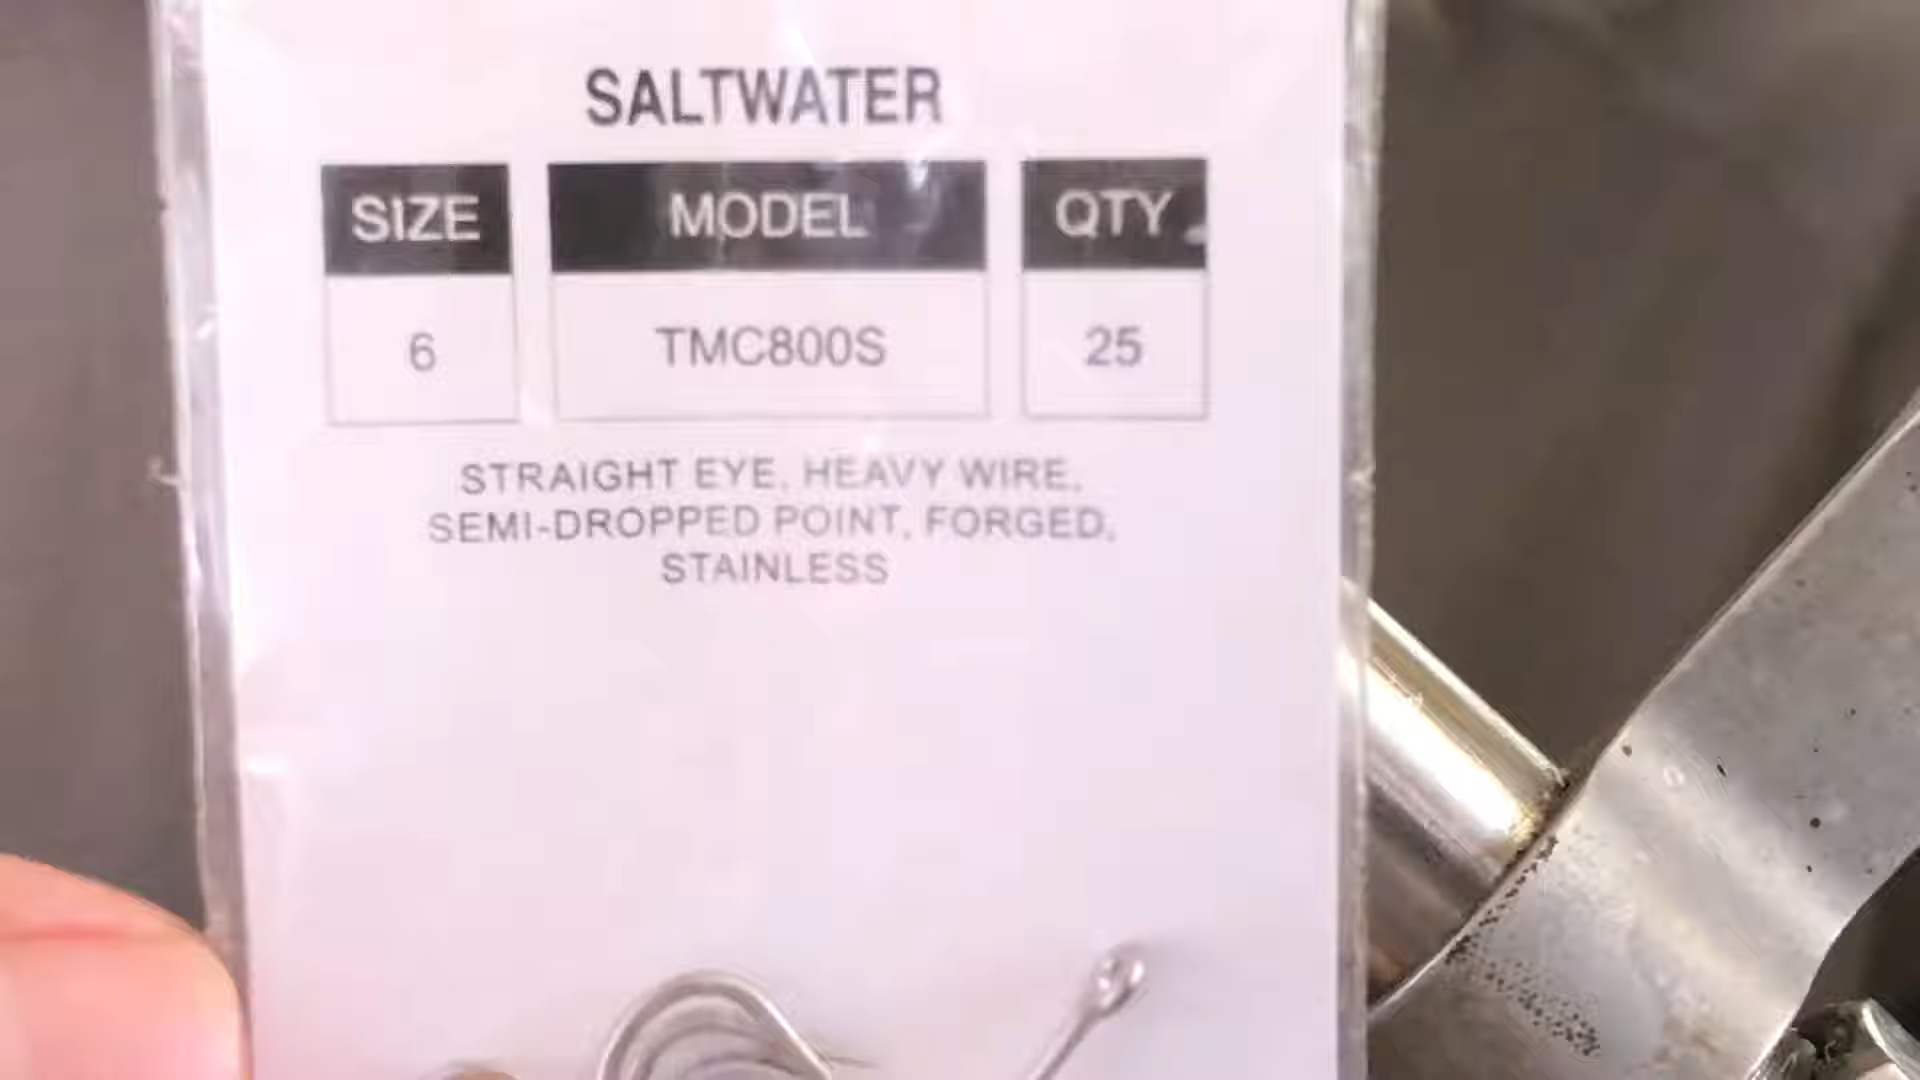 SALTWATER
SIZE MODEL QTY
6 TMC800S 25
STRAIGHT EYE, HEAVY WIRE,
SEMI-DROPPED POINT, FORGED,
STAINLESS